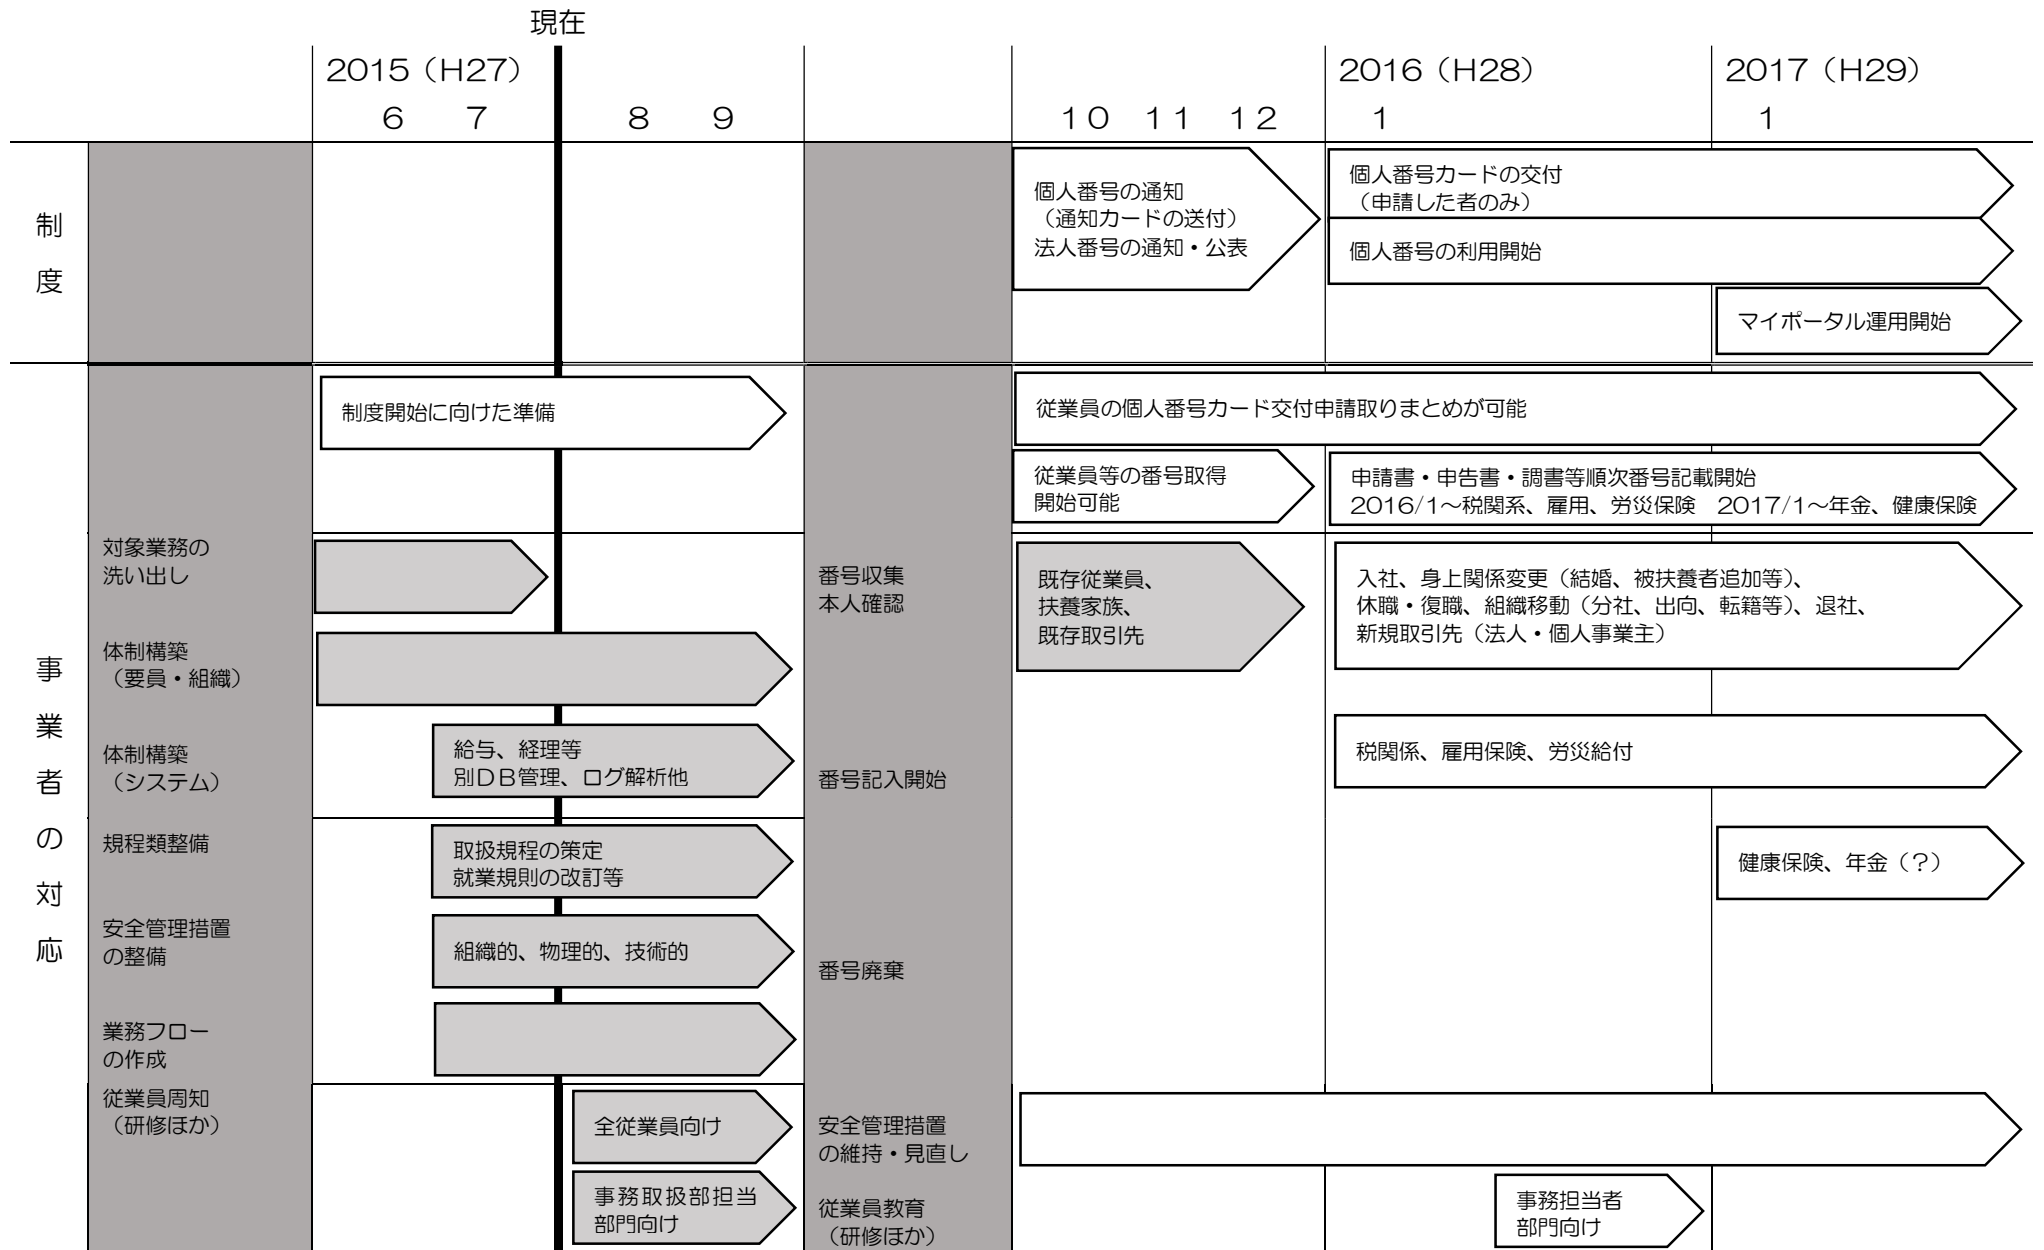 現在
2015（H27）
2016（H28）
2017（H29）
6 7 8 9 10 11 12 1 1
制度
個人番号の通知
（通知カードの送付）
法人番号の通知・公表
個人番号カードの交付
（申請した者のみ）
個人番号の利用開始
マイポータル運用開始
事業者の対応
制度開始に向けた準備
従業員の個人番号カード交付申請取りまとめが可能
従業員等の番号取得
開始可能
申請書・申告書・調書等順次番号記載開始
2016/1～税関系、雇用、労災保険　2017/1～年金、健康保険
対象業務の
洗い出し
体制構築
（要員・組織）
体制構築
（システム）
給与、経理等
別ＤＢ管理、ログ解析他
規程類整備
取扱規程の策定
就業規則の改訂等
安全管理措置
の整備
組織的、物理的、技術的
業務フロー
の作成
従業員周知
（研修ほか）
全従業員向け
事務取扱部担当
部門向け
番号収集
本人確認
既存従業員、
扶養家族、
既存取引先
入社、身上関係変更（結婚、被扶養者追加等）、
休職・復職、組織移動（分社、出向、転籍等）、退社、
新規取引先（法人・個人事業主）
番号記入開始
税関系、雇用保険、労災給付
健康保険、年金（？）
番号廃棄
安全管理措置
の維持・見直し
従業員教育
（研修ほか）
事務担当者
部門向け